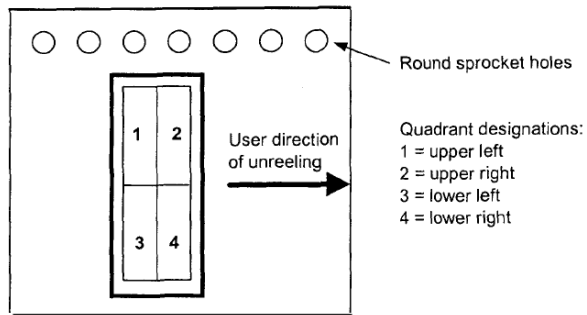 Round sprocket holes
1 2
User direction
of unreeling
Quadrant designations:
1 = upper left
2 = upper right
3 = lower left
4 = lower right
3 4